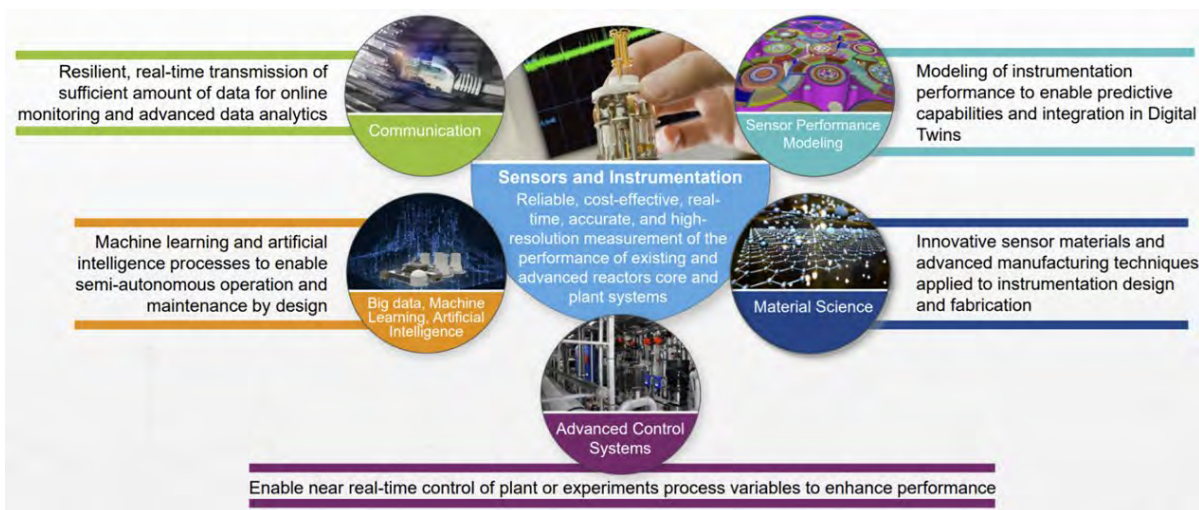 Resilient, real-time transmission of
sufficient amount of data for online
monitoring and advanced data analytics
Communication
Sensor Performance
Modeling
Modeling of instrumentation
performance to enable predictive
capabilities and integration in Digital
Twins
Sensors and Instrumentation
Reliable, cost-effective, real-
time, accurate, and high-
resolution measurement of the
performance of existing and
advanced reactors core and
plant systems
Machine learning and artificial
intelligence processes to enable
semi-autonomous operation and
maintenance by design
Big data, Machine
Learning, Artificial
Intelligence
Material Science
Innovative sensor materials and
advanced manufacturing techniques
applied to instrumentation design
and fabrication
Advanced Control
Systems
Enable near real-time control of plant or experiments process variables to enhance performance